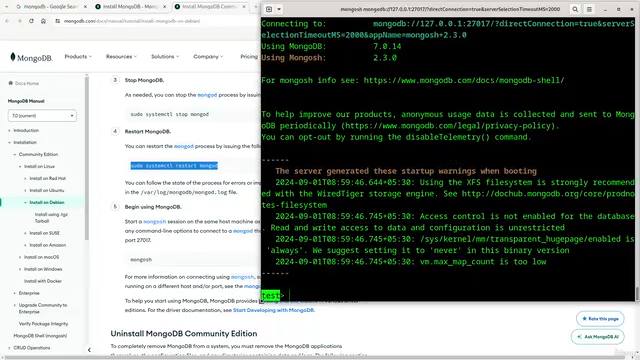 mongodb - Google Sea
Install MongoDB
Install MongoDB Comm
mongodb.com/docs/manual/tutorial/install-mongodb-on-debian/
MongoDB
Products
Resources
Solutions
Company
Pricing
Docs Home
MongoDB Manual
7.0 (current)
Introduction
Installation
Community Edition
Install on Linux
Install on Red Hat
Install on Ubuntu
Install on Debian
Install using .tgz
Tarball
Install on SUSE
Install on Amazon
Install on macOS
Install on Windows
Install with Docker
Enterprise
Upgrade Community to
Enterprise
Verify Package Integrity
MongoDB Shell (mongosh)
CRUD Operations
3
Stop MongoDB.
As needed, you can stop the mongod process by issuing
sudo systemctl stop mongod
4
Restart MongoDB.
You can restart the mongod process by issuing the follow
sudo systemctl restart mongod
You can follow the state of the process for errors or imp
in the /var/log/mongodb/mongod.log file.
5
Begin using MongoDB.
Start a mongosh session on the same host machine as
any command-line options to connect to a mongod tha
port 27017.
mongosh
For more information on connecting using mongosh, s
running on a different host and/or port, see the mongosh
To help you start using MongoDB, MongoDB provides
For the driver documentation, see Start Developing with MongoDB.
Uninstall MongoDB Community Edition
To completely remove MongoDB from a system, you must remove the MongoDB applications
mongosh mongodb://127.0.0.1:27017/?directConnection=true&serverSelectionTimeoutMS=2000
Connecting to: mongodb://127.0.0.1:27017/?directConnection=true&serverS
electionTimeoutMS=2000&appName=mongosh+2.3.0
Using MongoDB: 7.0.14
Using Mongosh: 2.3.0
For mongosh info see: https://www.mongodb.com/docs/mongodb-shell/
To help improve our products, anonymous usage data is collected and sent to Mong
oDB periodically (https://www.mongodb.com/legal/privacy-policy).
You can opt-out by running the disableTelemetry() command.
------
The server generated these startup warnings when booting
2024-09-01T08:59:46.644+05:30: Using the XFS filesystem is strongly recommend
ed with the WiredTiger storage engine. See http://dochub.mongodb.org/core/prodno
tes-filesystem
2024-09-01T08:59:46.745+05:30: Access control is not enabled for the database.
Read and write access to data and configuration is unrestricted
2024-09-01T08:59:46.745+05:30: /sys/kernel/mm/transparent_hugepage/enabled is
'always'. We suggest setting it to 'never' in this binary version
2024-09-01T08:59:46.745+05:30: vm.max_map_count is too low
------
test>
Rate this page
Ask MongoDB AI